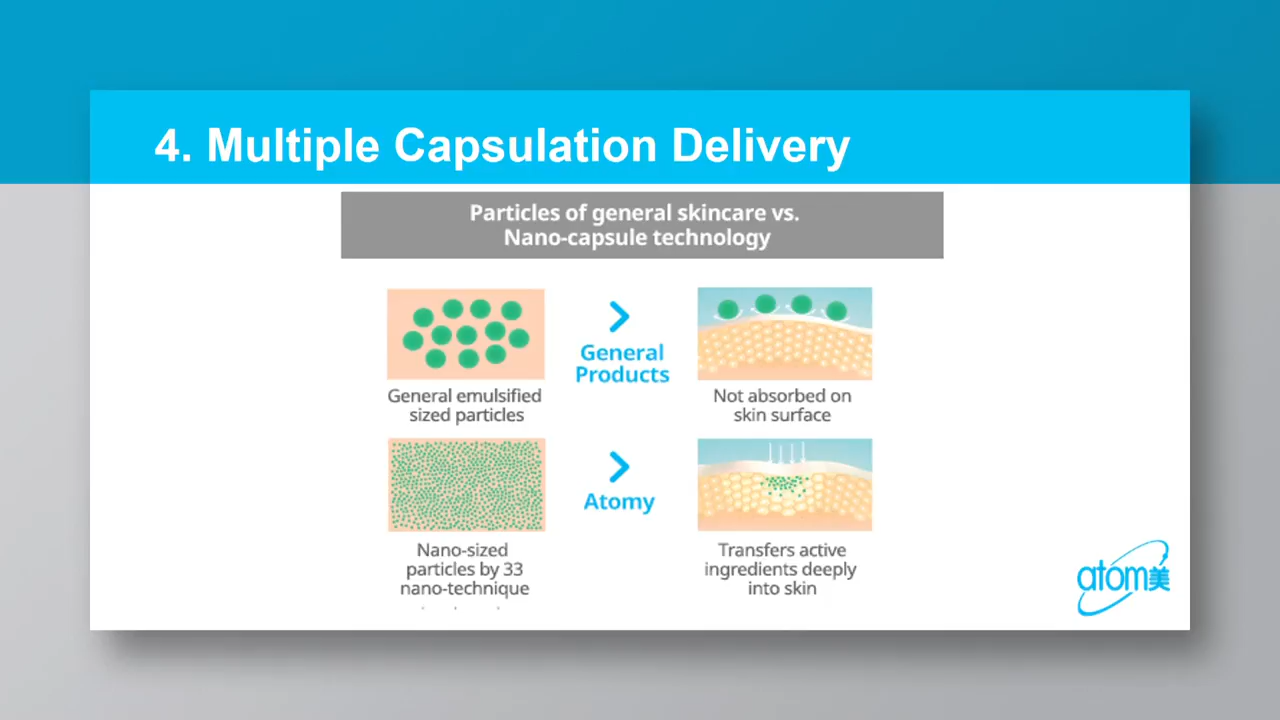 4. Multiple Capsulation Delivery
Particles of general skincare vs.
Nano-capsule technology
General
Products
General emulsified
sized particles
Not absorbed on
skin surface
Atomy
Nano-sized
particles by 33
nano-technique
Transfers active
ingredients deeply
into skin
atom美